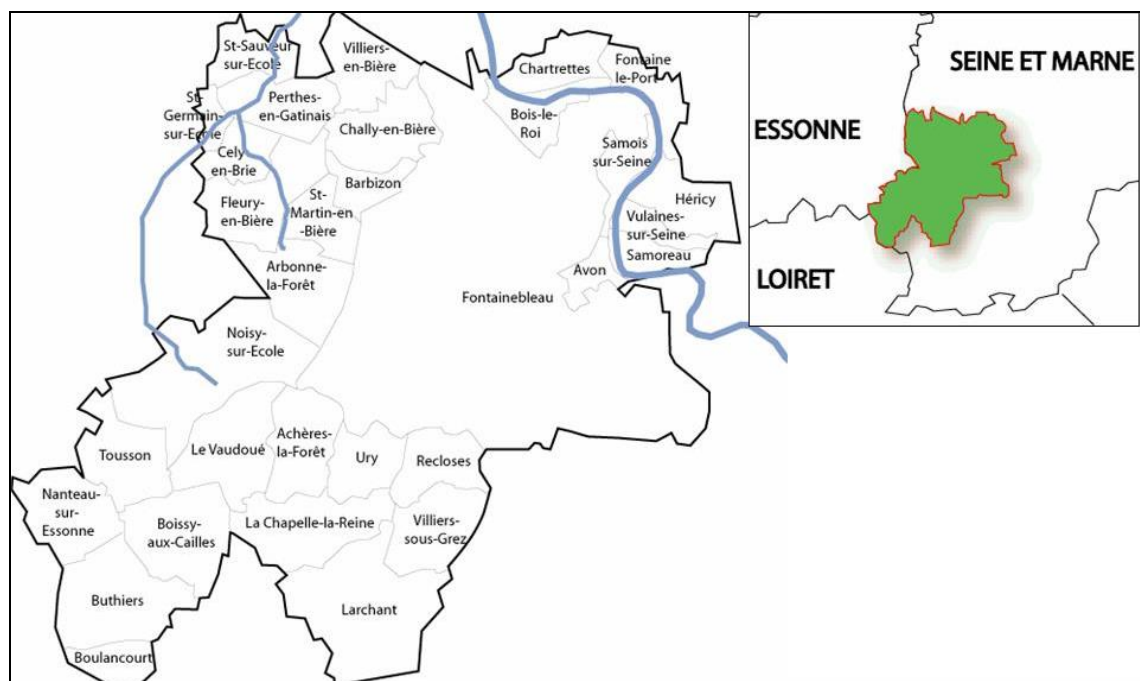 St-Sauveur
sur-Ecole
Villiers-
en-Bière
Chartrettes
Fontaine
le-Port
St-
Germain
sur-Ecole
Perthes-
en-Gatinais
Chally-en-Bière
Bois-le-
Roi
Samois
sur-Seine
Cely
en-Brie
Barbizon
Fleury-
en-Bière
St-
Martin-en
-Bière
Héricy
Vulaines-
sur-Seine
Samoreau
Arbonne-
la-Forêt
Avon
Fontainebleau
Noisy-
sur-Ecole
Tousson
Le Vaudoué
Achères-
la-Forêt
Ury
Recloses
Nanteau-
sur-
Essonne
Boissy-
aux-Cailles
La Chapelle-la-Reine
Villiers-
sous-Grez
Buthiers
Larchant
Boulancourt
SEINE ET MARNE
ESSONNE
LOIRET